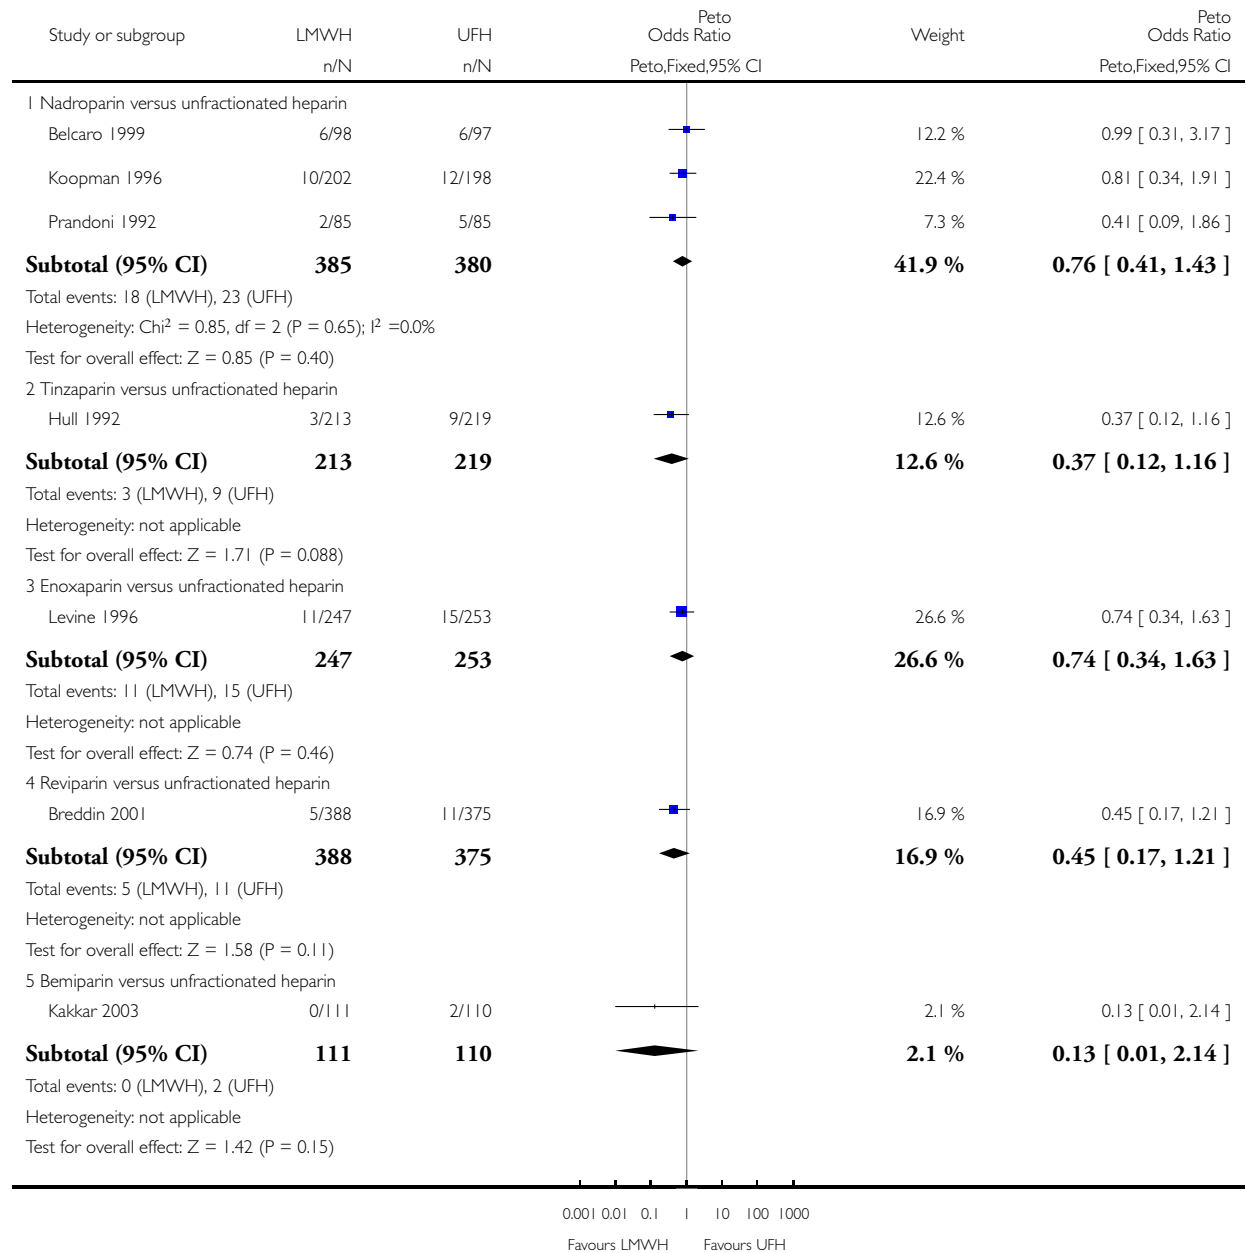 Peto Peto
Study or subgroup LMWH UFH Odds Ratio Weight Odds Ratio
n/N n/N Peto,Fixed,95% CI Peto,Fixed,95% CI
1 Nadroparin versus unfractionated heparin
Belcaro 1999 6/98 6/97 12.2 % 0.99 [ 0.31, 3.17 ]
Koopman 1996 10/202 12/198 22.4 % 0.81 [ 0.34, 1.91 ]
Prandoni 1992 2/85 5/85 7.3 % 0.41 [ 0.09, 1.86 ]
Subtotal (95% CI) 385 380 41.9 % 0.76 [ 0.41, 1.43 ]
Total events: 18 (LMWH), 23 (UFH)
Heterogeneity: Chi² = 0.85, df = 2 (P = 0.65); I² =0.0%
Test for overall effect: Z = 0.85 (P = 0.40)
2 Tinzaparin versus unfractionated heparin
Hull 1992 3/213 9/219 12.6 % 0.37 [ 0.12, 1.16 ]
Subtotal (95% CI) 213 219 12.6 % 0.37 [ 0.12, 1.16 ]
Total events: 3 (LMWH), 9 (UFH)
Heterogeneity: not applicable
Test for overall effect: Z = 1.71 (P = 0.088)
3 Enoxaparin versus unfractionated heparin
Levine 1996 11/247 15/253 26.6 % 0.74 [ 0.34, 1.63 ]
Subtotal (95% CI) 247 253 26.6 % 0.74 [ 0.34, 1.63 ]
Total events: 11 (LMWH), 15 (UFH)
Heterogeneity: not applicable
Test for overall effect: Z = 0.74 (P = 0.46)
4 Reviparin versus unfractionated heparin
Breddin 2001 5/388 11/375 16.9 % 0.45 [ 0.17, 1.21 ]
Subtotal (95% CI) 388 375 16.9 % 0.45 [ 0.17, 1.21 ]
Total events: 5 (LMWH), 11 (UFH)
Heterogeneity: not applicable
Test for overall effect: Z = 1.58 (P = 0.11)
5 Bemiparin versus unfractionated heparin
Kakkar 2003 0/111 2/110 2.1 % 0.13 [ 0.01, 2.14 ]
Subtotal (95% CI) 111 110 2.1 % 0.13 [ 0.01, 2.14 ]
Total events: 0 (LMWH), 2 (UFH)
Heterogeneity: not applicable
Test for overall effect: Z = 1.42 (P = 0.15)
0.001 0.01 0.1 1 10 100 1000
Favours LMWH Favours UFH